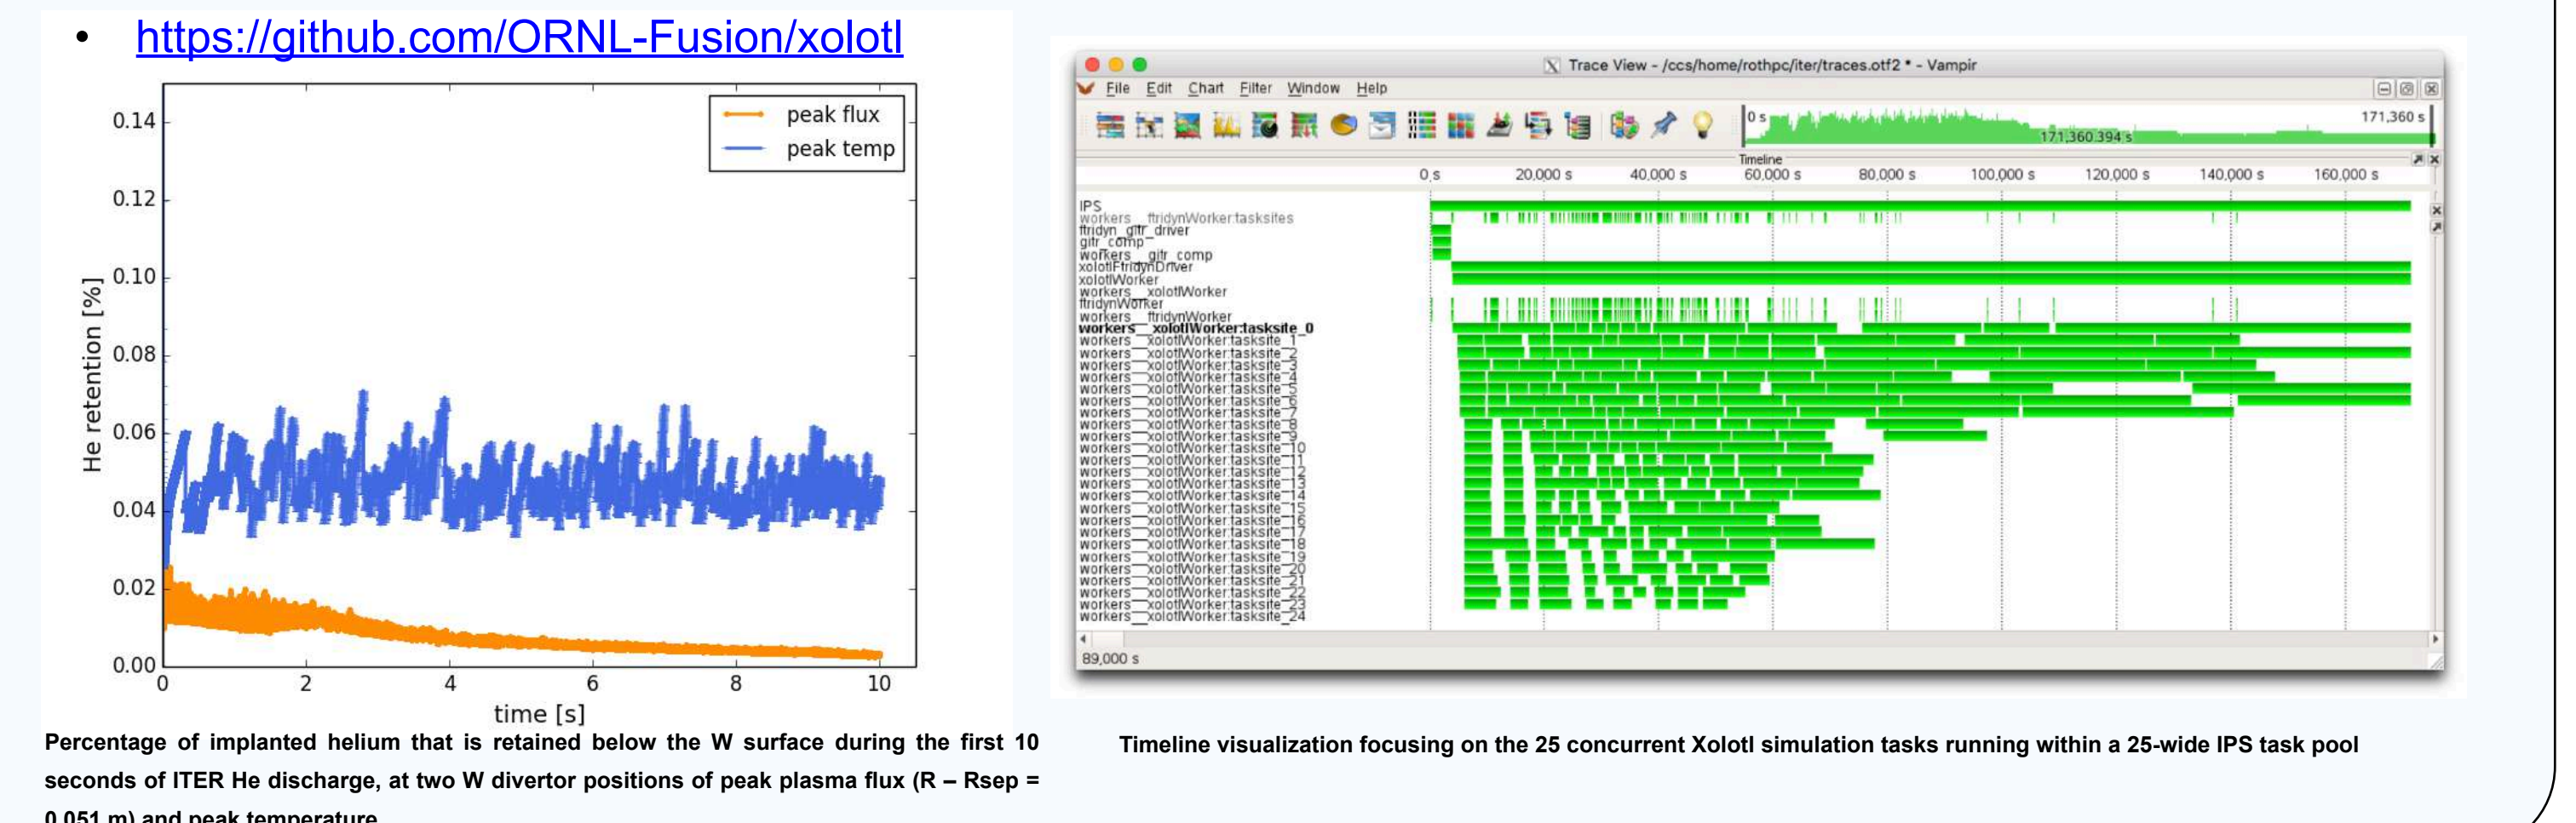 • https://github.com/ORNL-Fusion/xolotl
0.14
0.12
0.10
0.08
0.06
0.04
0.02
0.00
He retention [%]
peak flux
peak temp
0 2 4 6 8 10
time [s]
Percentage of implanted helium that is retained below the W surface during the first 10
seconds of ITER He discharge, at two W divertor positions of peak plasma flux (R – Rsep =
0.051 m) and peak temperature
Trace View - /ccs/home/rothpc/iter/traces.otf2 * - Vampir
File Edit Chart Filter Window Help
0 s 171,360 s
171,360.394 s
Timeline
0 s 20,000 s 40,000 s 60,000 s 80,000 s 100,000 s 120,000 s 140,000 s 160,000 s
IPS
workers__ftridynWorker:tasksites
ftridyn_gitr_driver
gitr_comp
workers__gitr_comp
xolotlFtridynDriver
xolotlWorker
workers__xolotlWorker
ftridynWorker
workers__ftridynWorker
workers__xolotlWorker:tasksite_0
workers__xolotlWorker:tasksite_1
workers__xolotlWorker:tasksite_2
workers__xolotlWorker:tasksite_3
workers__xolotlWorker:tasksite_4
workers__xolotlWorker:tasksite_5
workers__xolotlWorker:tasksite_6
workers__xolotlWorker:tasksite_7
workers__xolotlWorker:tasksite_8
workers__xolotlWorker:tasksite_9
workers__xolotlWorker:tasksite_10
workers__xolotlWorker:tasksite_11
workers__xolotlWorker:tasksite_12
workers__xolotlWorker:tasksite_13
workers__xolotlWorker:tasksite_14
workers__xolotlWorker:tasksite_15
workers__xolotlWorker:tasksite_16
workers__xolotlWorker:tasksite_17
workers__xolotlWorker:tasksite_18
workers__xolotlWorker:tasksite_19
workers__xolotlWorker:tasksite_20
workers__xolotlWorker:tasksite_21
workers__xolotlWorker:tasksite_22
workers__xolotlWorker:tasksite_23
workers__xolotlWorker:tasksite_24
89,000 s
Timeline visualization focusing on the 25 concurrent Xolotl simulation tasks running within a 25-wide IPS task pool